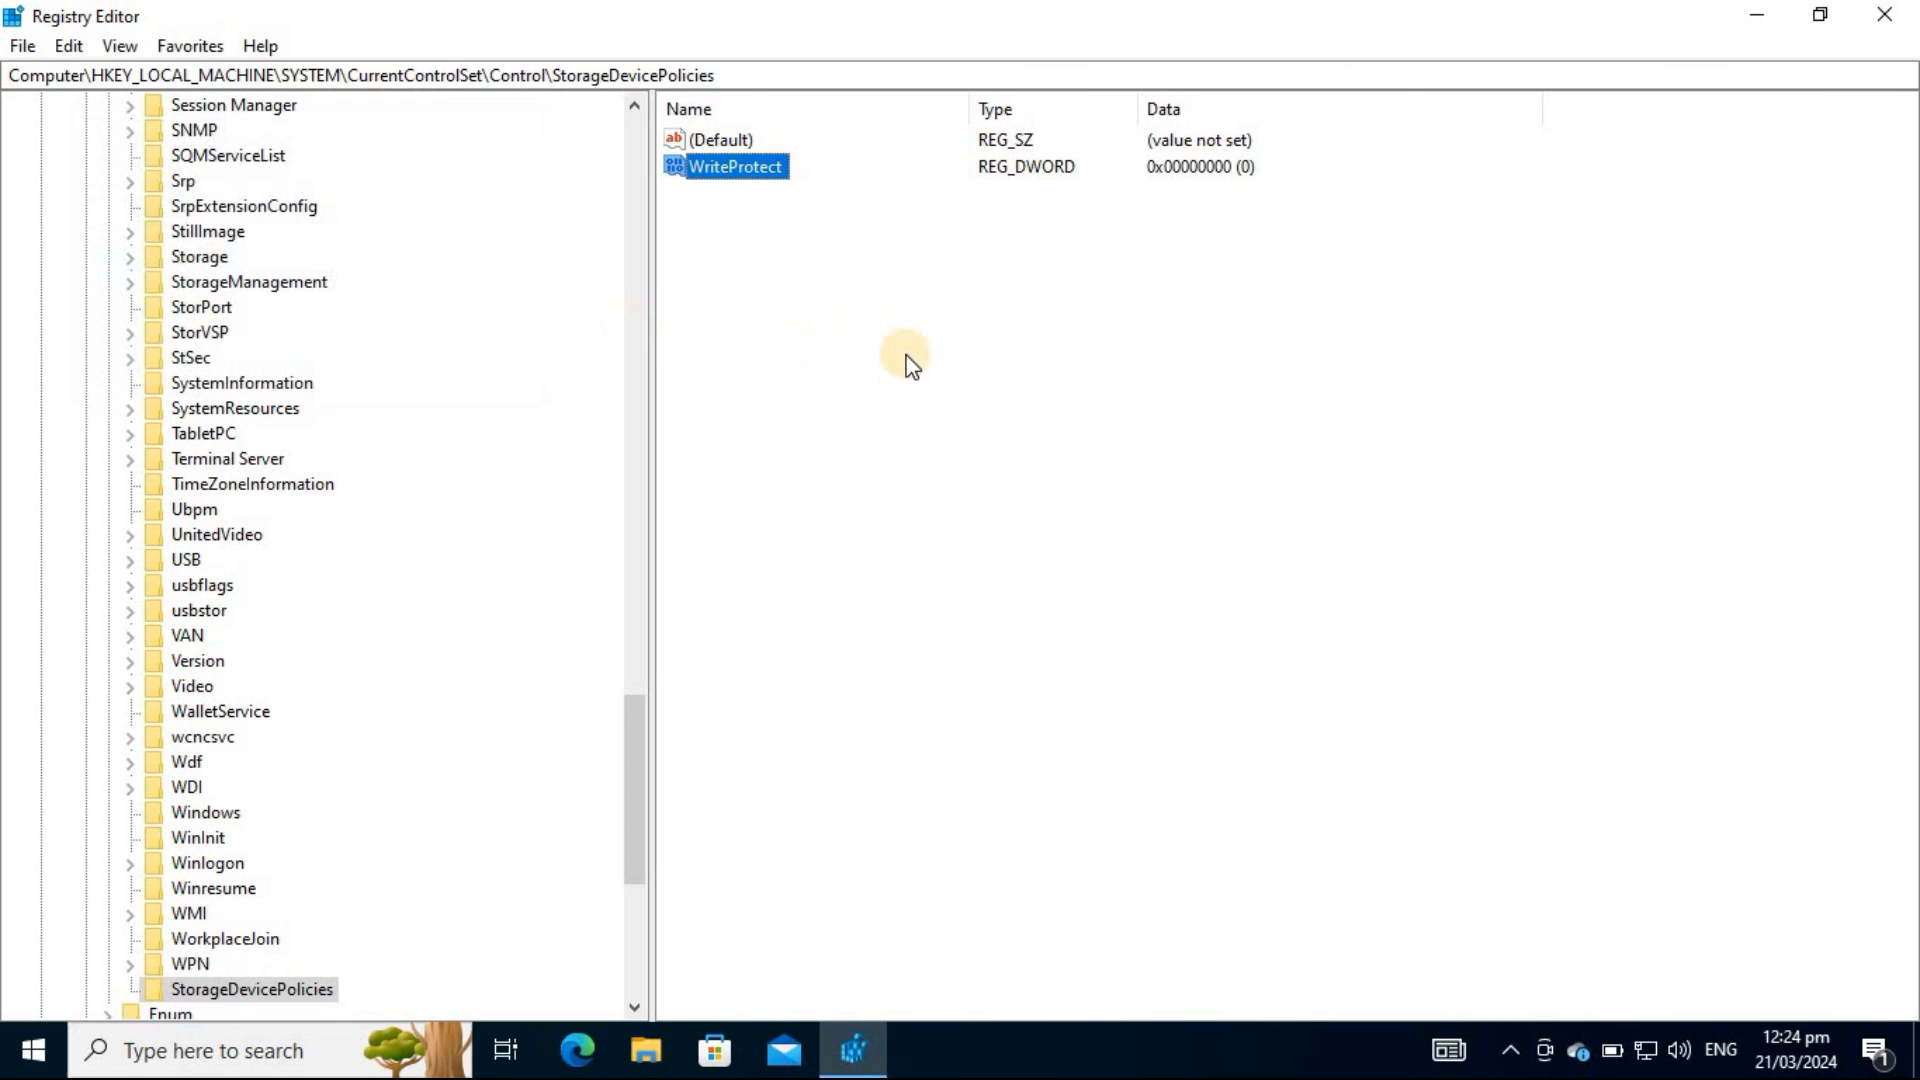 Registry Editor
File Edit View Favorites Help
Computer\HKEY_LOCAL_MACHINE\SYSTEM\CurrentControlSet\Control\StorageDevicePolicies
Session Manager
SNMP
SQMServiceList
Srp
SrpExtensionConfig
StillImage
Storage
StorageManagement
StorPort
StorVSP
StSec
SystemInformation
SystemResources
TabletPC
Terminal Server
TimeZoneInformation
Ubpm
UnitedVideo
USB
usbflags
usbstor
VAN
Version
Video
WalletService
wcncsvc
Wdf
WDI
Windows
WinInit
Winlogon
Winresume
WMI
WorkplaceJoin
WPN
StorageDevicePolicies
Enum
Name Type Data
ab (Default) REG_SZ (value not set)
WriteProtect REG_DWORD 0x00000000 (0)
Type here to search
ENG
12:24 pm
21/03/2024
1